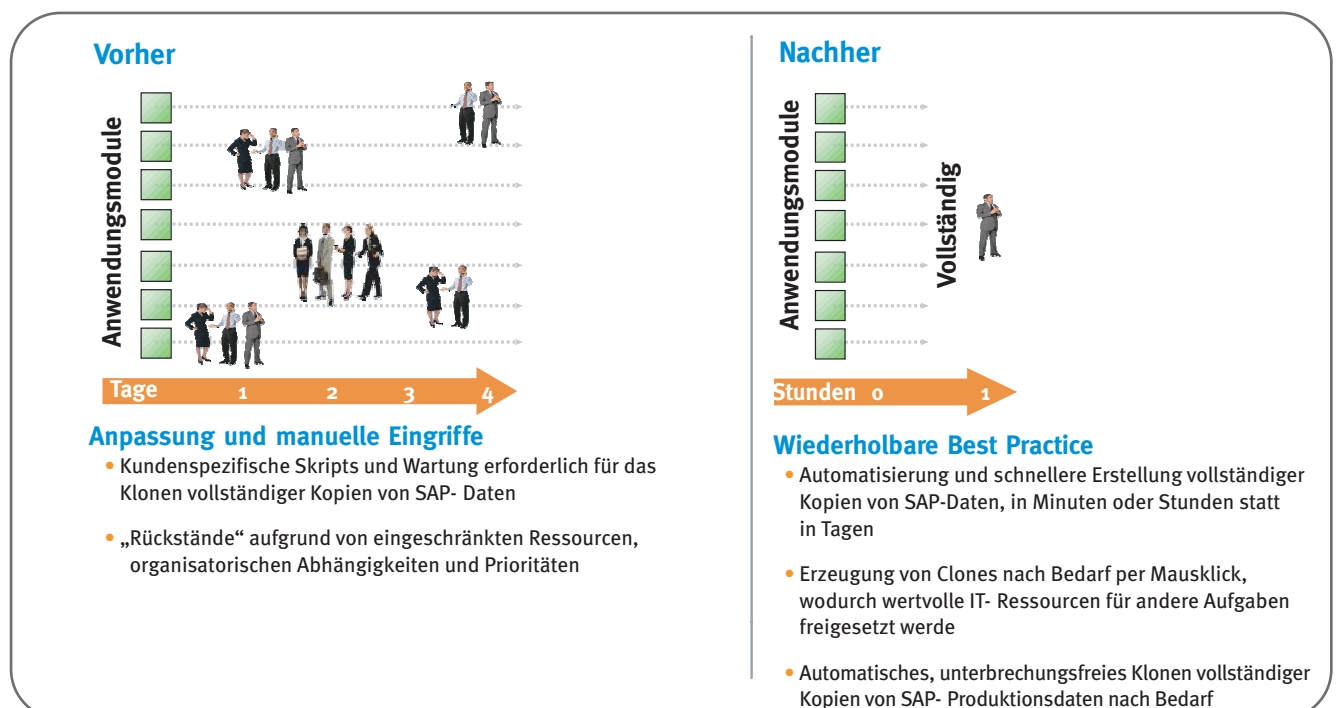 Vorher
Anwendungsmodule
Tage 1 2 3 4
Anpassung und manuelle Eingriffe
• Kundenspezifische Skripts und Wartung erforderlich für das
Klonen vollständiger Kopien von SAP- Daten
• „Rückstände“ aufgrund von eingeschränkten Ressourcen,
organisatorischen Abhängigkeiten und Prioritäten
Nachher
Anwendungsmodule
Vollständig
Stunden 0 1
Wiederholbare Best Practice
• Automatisierung und schnellere Erstellung vollständiger
Kopien von SAP-Daten, in Minuten oder Stunden statt
in Tagen
• Erzeugung von Clones nach Bedarf per Mausklick,
wodurch wertvolle IT- Ressourcen für andere Aufgaben
freigesetzt werde
• Automatisches, unterbrechungsfreies Klonen vollständiger
Kopien von SAP- Produktionsdaten nach Bedarf